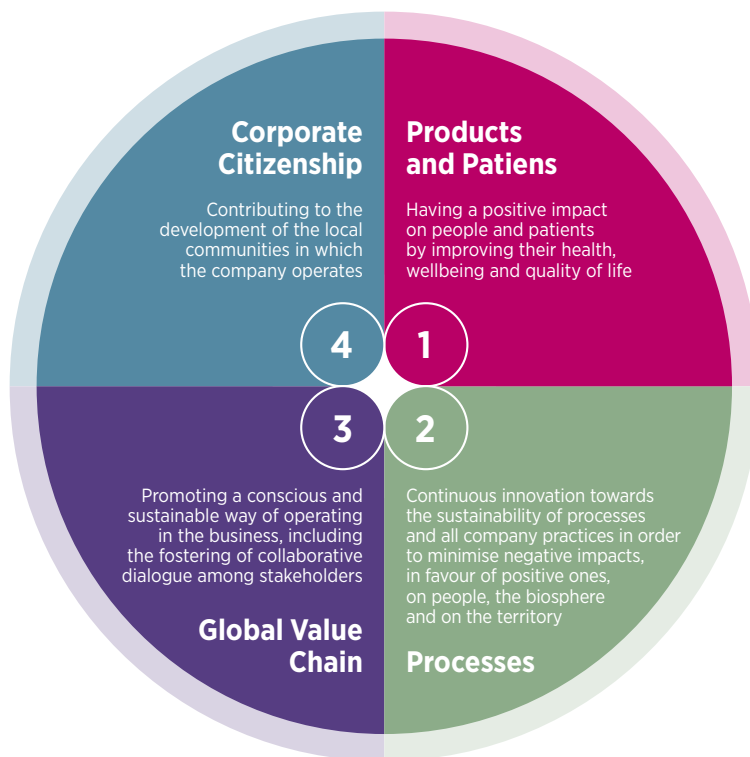 Corporate
Citizenship
Contributing to the
development of the local
communities in which
the company operates
4
Products
and Patiens
Having a positive impact
on people and patients
by improving their health,
wellbeing and quality of life
1
3
Promoting a conscious and
sustainable way of operating
in the business, including
the fostering of collaborative
dialogue among stakeholders
Global Value
Chain
2
Continuous innovation towards
the sustainability of processes
and all company practices in order
to minimise negative impacts,
in favour of positive ones,
on people, the biosphere
and on the territory
Processes